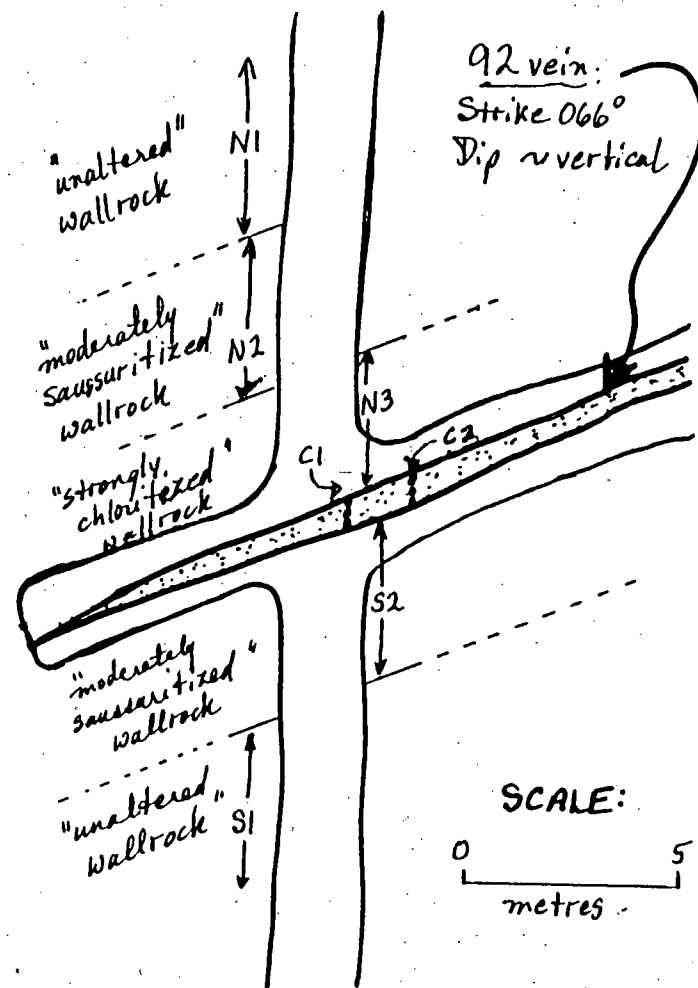 92 vein:
Strike 066°
Dip ~vertical
"unaltered"
wallrock
N1
"moderately
saussuritized"
wallrock
N2
N3
"strongly
chloritezed"
wallrock
C1
C2
S2
"moderately
saussuritized"
wallrock
"unaltered"
wallrock
S1
SCALE:
0 5
metres